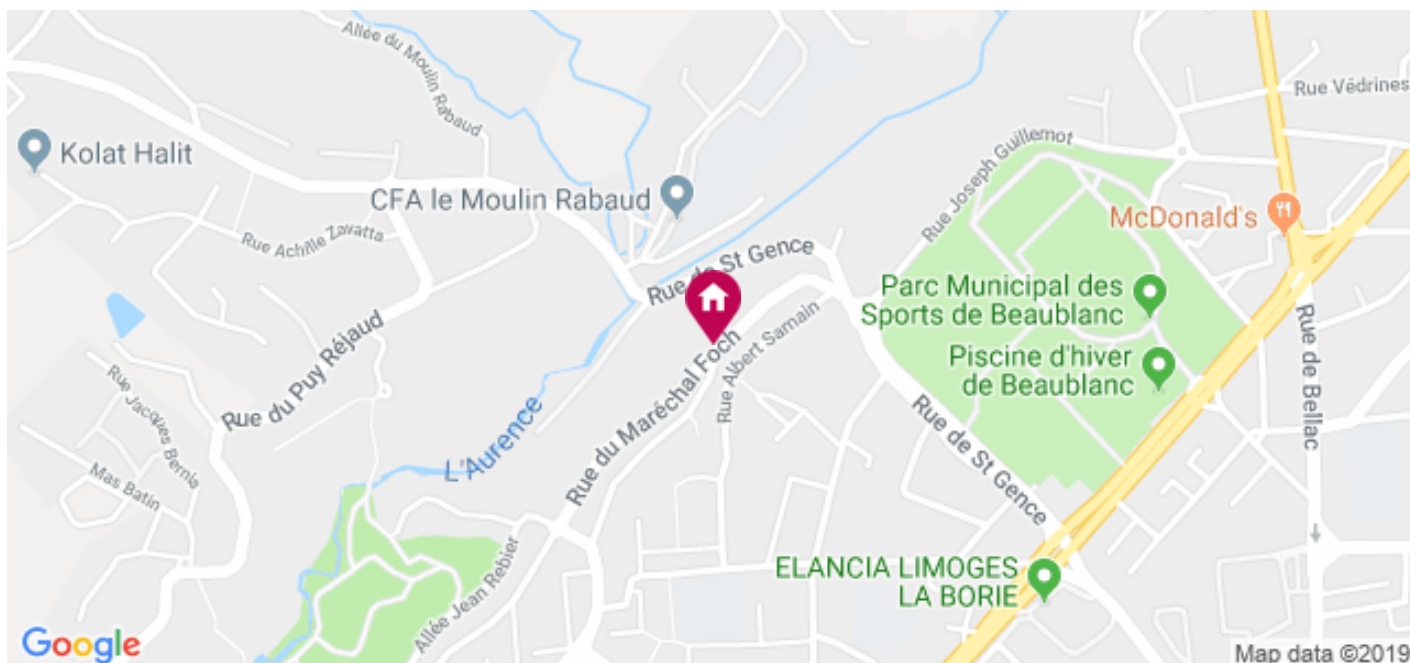 Allée du Moulin Rabaud
Rue Védrines
Kolat Halit
Rue Joseph Guillemot
CFA le Moulin Rabaud
McDonald's
Rue Achille Zavatta
Rue de St Gence
Parc Municipal des
Sports de Beaublanc
Rue du Maréchal Foch
Rue Albert Samain
Rue de Bellac
Piscine d'hiver
de Beaublanc
Rue du Puy Réjaud
Rue Jacques Bernia
L'Aurence
Rue de St Gence
Mas Batin
ELANCIA LIMOGES
LA BORIE
Allée Jean Rebier
Google
Map data ©2019